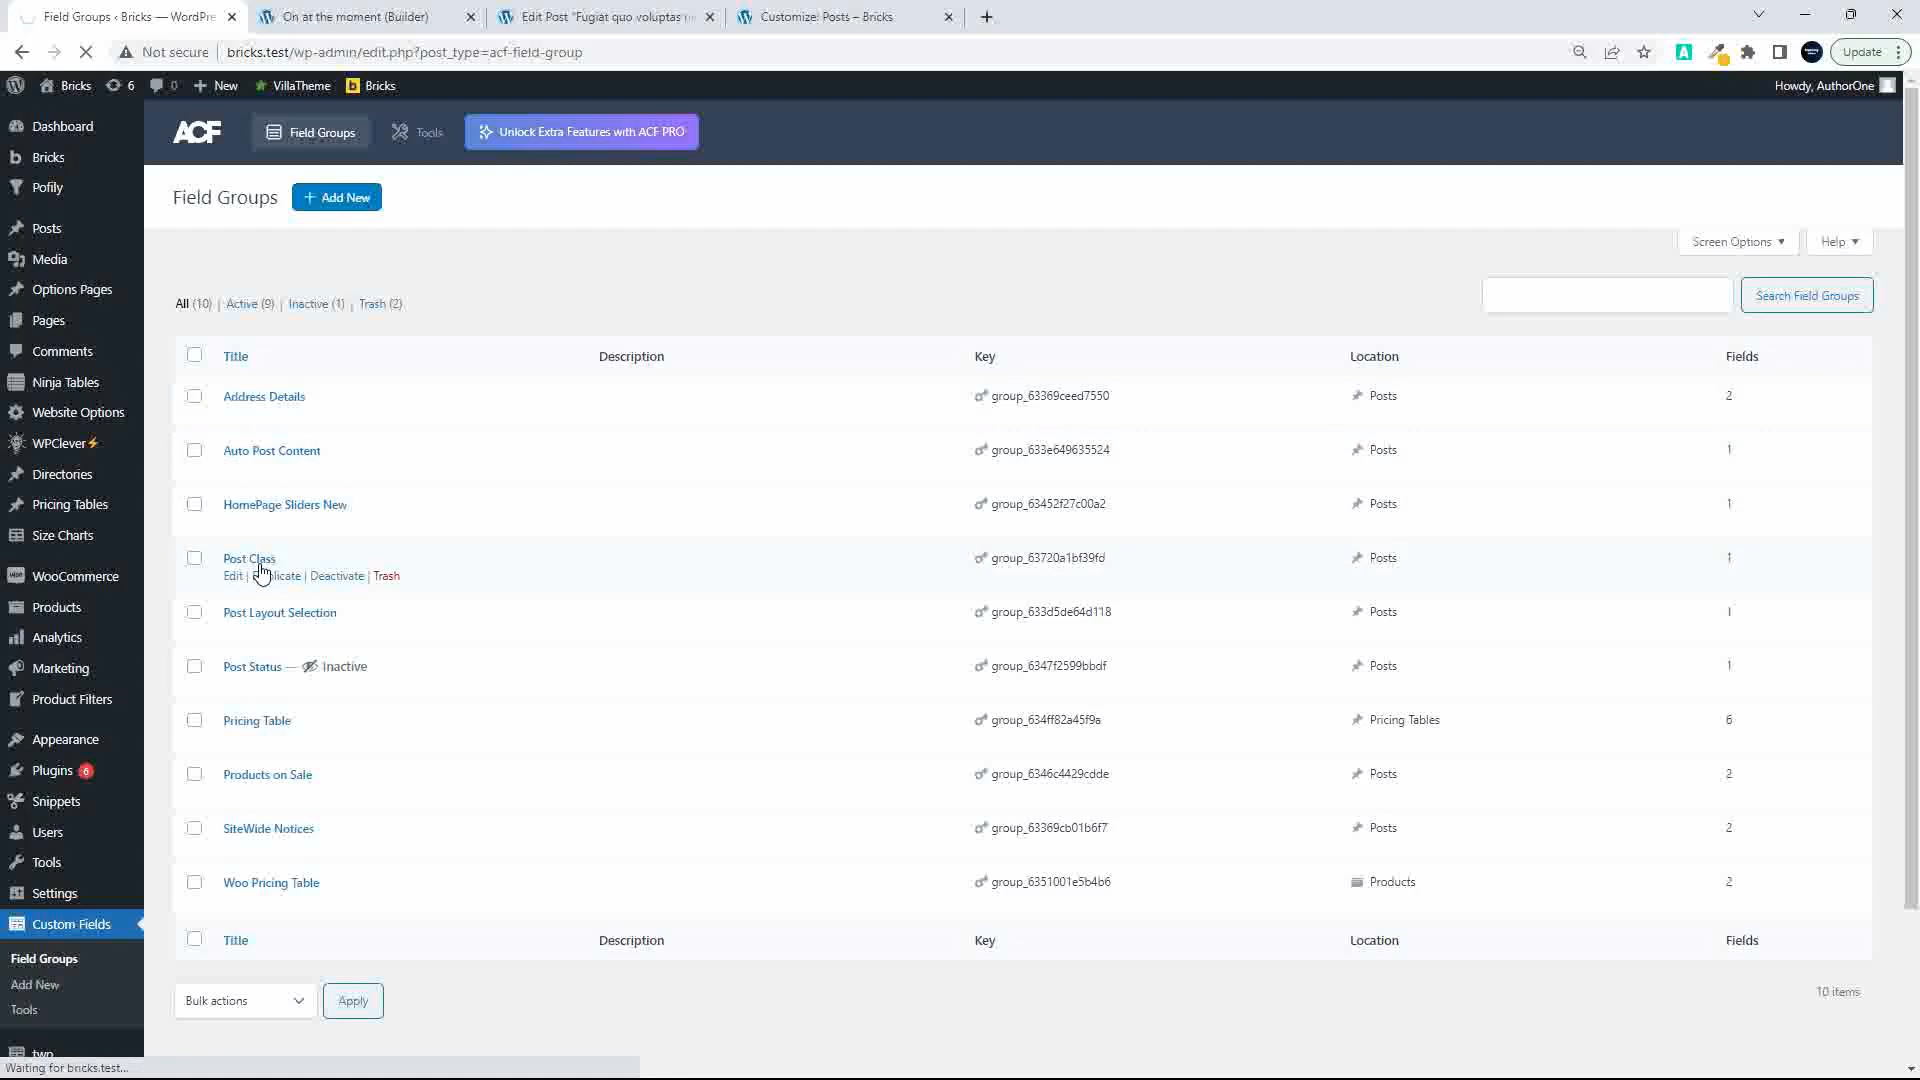 Field Groups ‹ Bricks — WordPre
On at the moment (Builder)
Edit Post "Fugiat quo voluptas
Customize: Posts – Bricks
Not secure
bricks.test/wp-admin/edit.php?post_type=acf-field-group
Update
Bricks
6
0
New
VillaTheme
Bricks
Howdy, AuthorOne
ACF
Field Groups
Tools
Unlock Extra Features with ACF PRO
Dashboard
Bricks
Pofily
Posts
Media
Options Pages
Pages
Comments
Ninja Tables
Website Options
WPClever⚡
Directories
Pricing Tables
Size Charts
WooCommerce
Products
Analytics
Marketing
Product Filters
Appearance
Plugins 6
Snippets
Users
Tools
Settings
Custom Fields
Field Groups
Add New
Tools
Field Groups
+ Add New
Screen Options
Help
All (10) | Active (9) | Inactive (1) | Trash (2)
Search Field Groups
Title Description Key Location Fields
Address Details group_63369ceed7550 Posts 2
Auto Post Content group_633e649635524 Posts 1
HomePage Sliders New group_63452f27c00a2 Posts 1
Post Class group_63720a1bf39fd Posts 1
Edit | plicate | Deactivate | Trash
Post Layout Selection group_633d5de64d118 Posts 1
Post Status — Inactive group_6347f2599bbdf Posts 1
Pricing Table group_634ff82a45f9a Pricing Tables 6
Products on Sale group_6346c4429cdde Posts 2
SiteWide Notices group_63369cb01b6f7 Posts 2
Woo Pricing Table group_6351001e5b4b6 Products 2
Title Description Key Location Fields
Bulk actions
Apply
10 items
Waiting for bricks.test...